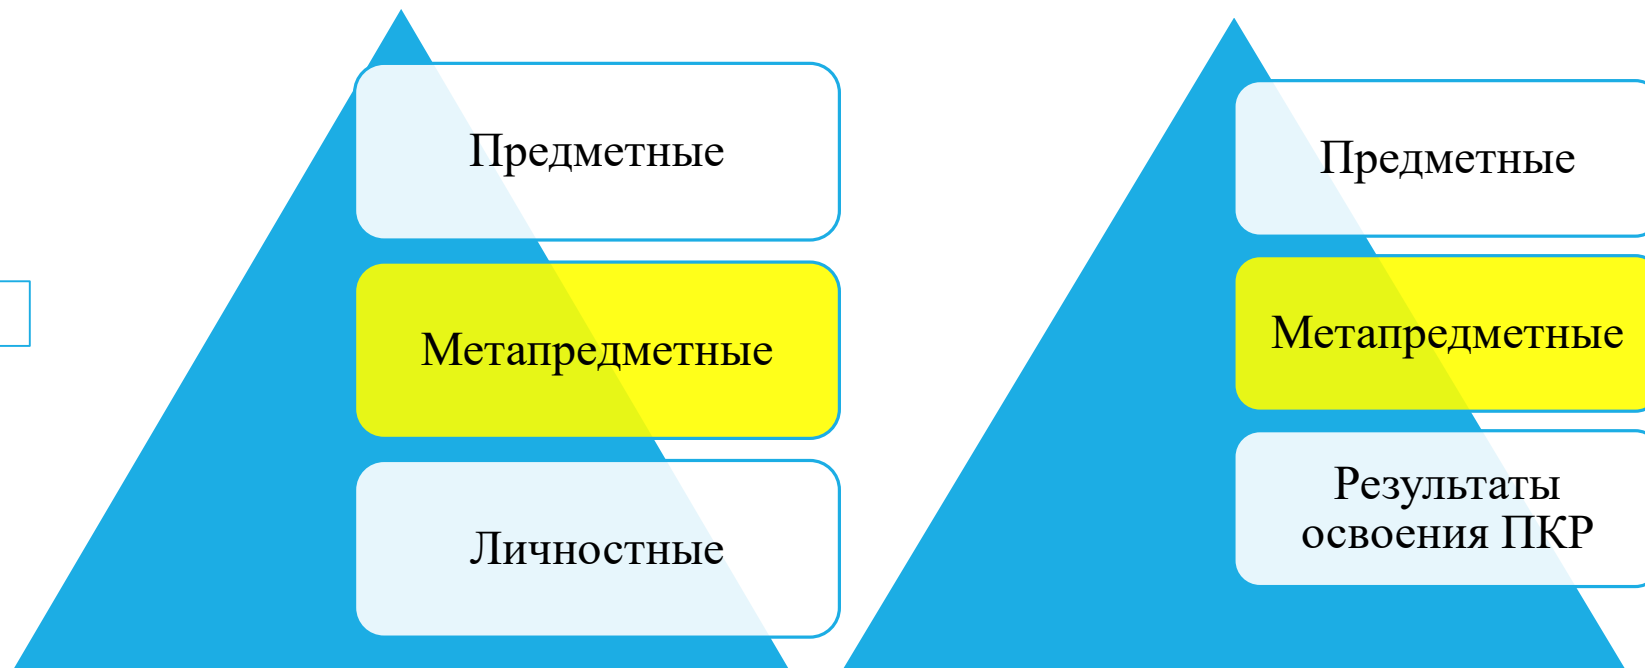 Предметные
Метапредметные
Личностные
Предметные
Метапредметные
Результаты
освоения ПКР